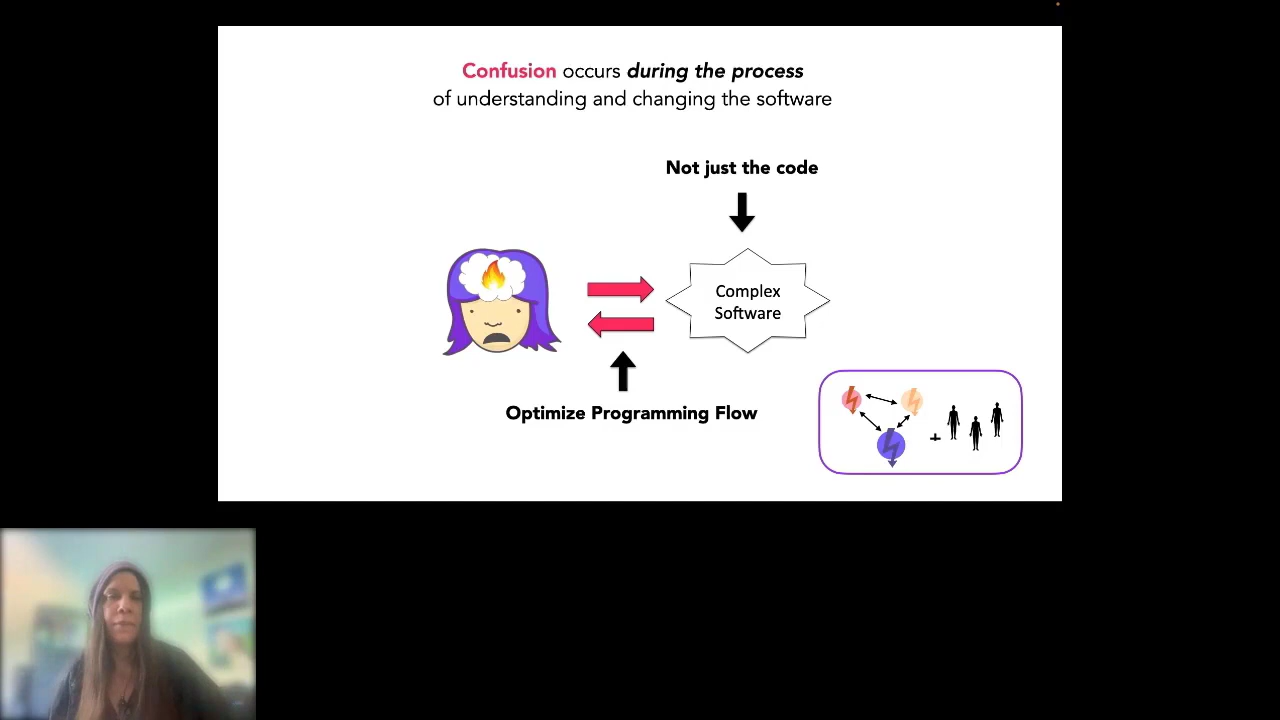 Confusion occurs during the process
of understanding and changing the software
Not just the code
Complex
Software
Optimize Programming Flow
+